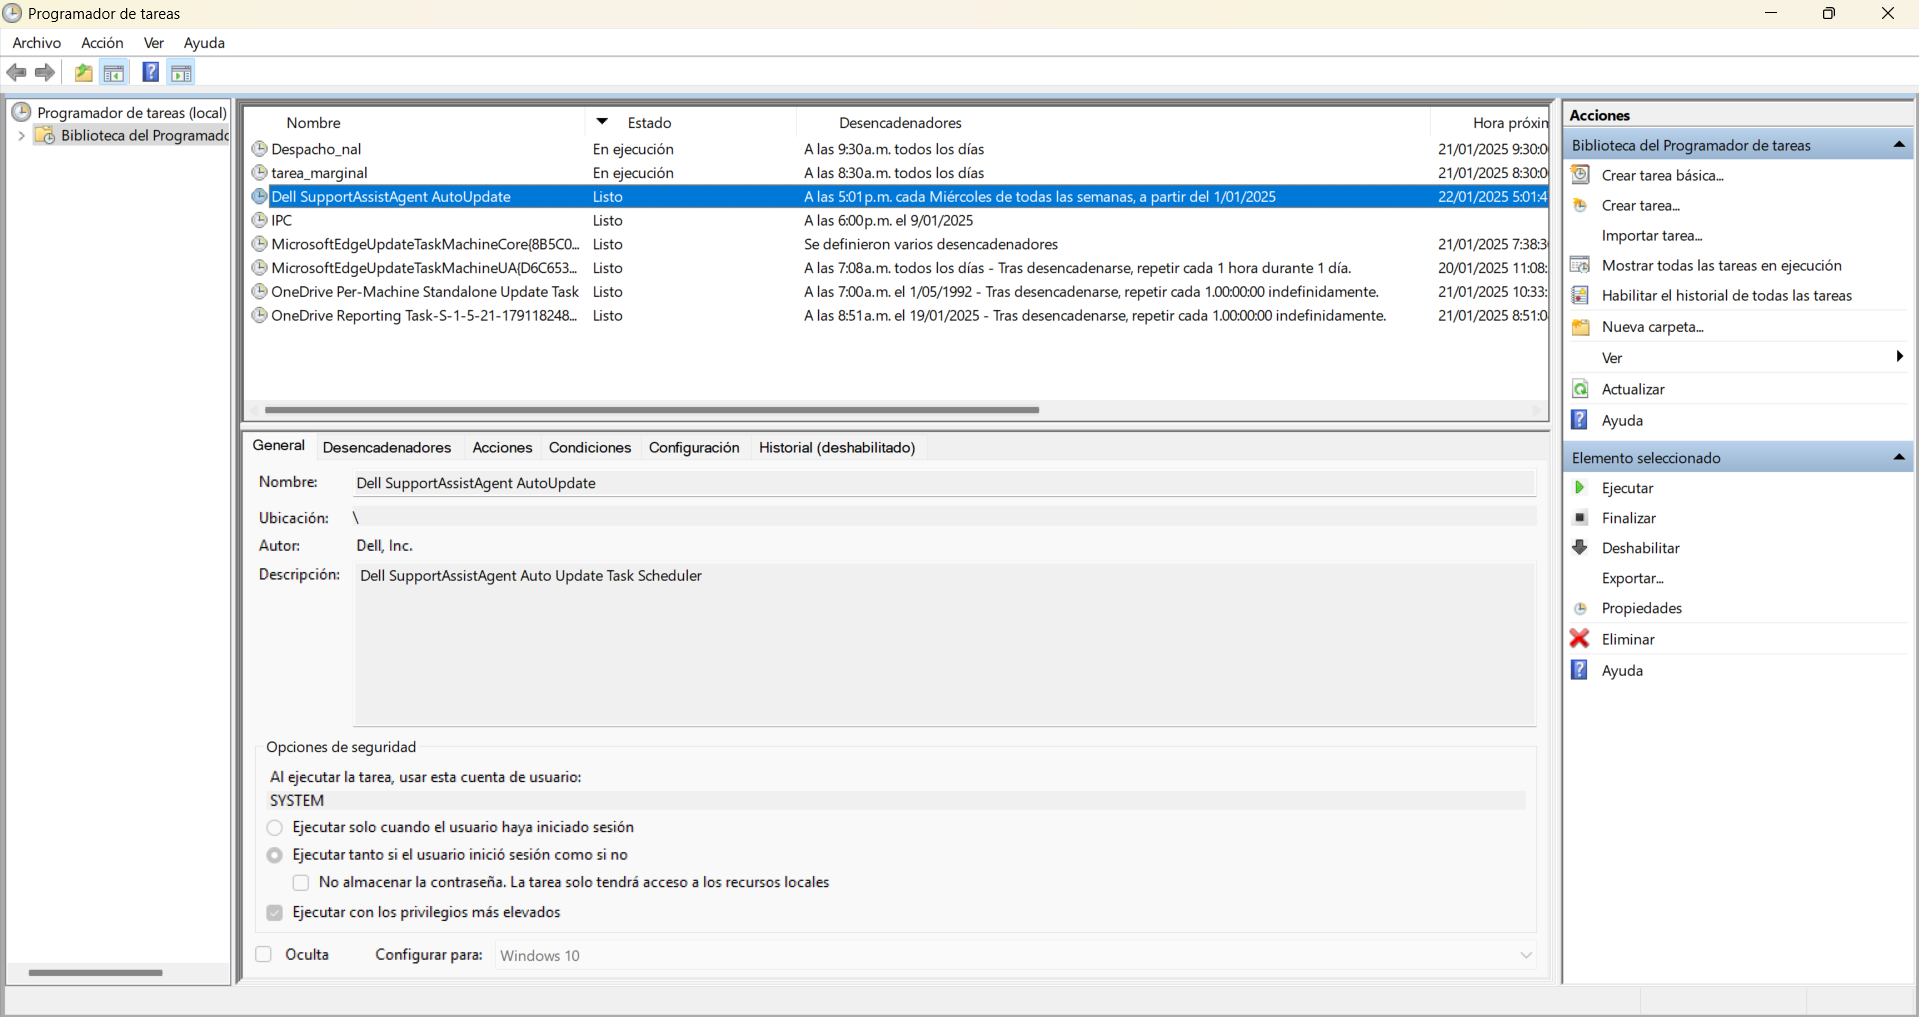 Programador de tareas
Archivo Acción Ver Ayuda
Programador de tareas (local)
Biblioteca del Programado
Nombre Estado Desencadenadores Hora próxin
Despacho_nal En ejecución A las 9:30 a.m. todos los días 21/01/2025 9:30:0
tarea_marginal En ejecución A las 8:30 a.m. todos los días 21/01/2025 8:30:0
Dell SupportAssistAgent AutoUpdate Listo A las 5:01 p.m. cada Miércoles de todas las semanas, a partir del 1/01/2025 22/01/2025 5:01:4
IPC Listo A las 6:00 p.m. el 9/01/2025
MicrosoftEdgeUpdateTaskMachineCore{8B5C0... Listo Se definieron varios desencadenadores 21/01/2025 7:38:3
MicrosoftEdgeUpdateTaskMachineUA{D6C653... Listo A las 7:08 a.m. todos los días - Tras desencadenarse, repetir cada 1 hora durante 1 día. 20/01/2025 11:08:
OneDrive Per-Machine Standalone Update Task Listo A las 7:00 a.m. el 1/05/1992 - Tras desencadenarse, repetir cada 1.00:00:00 indefinidamente. 21/01/2025 10:33:
OneDrive Reporting Task-S-1-5-21-179118248... Listo A las 8:51 a.m. el 19/01/2025 - Tras desencadenarse, repetir cada 1.00:00:00 indefinidamente. 21/01/2025 8:51:0
General Desencadenadores Acciones Condiciones Configuración Historial (deshabilitado)
Nombre: Dell SupportAssistAgent AutoUpdate
Ubicación: \
Autor: Dell, Inc.
Descripción: Dell SupportAssistAgent Auto Update Task Scheduler
Opciones de seguridad
Al ejecutar la tarea, usar esta cuenta de usuario:
SYSTEM
Ejecutar solo cuando el usuario haya iniciado sesión
Ejecutar tanto si el usuario inició sesión como si no
No almacenar la contraseña. La tarea solo tendrá acceso a los recursos locales
Ejecutar con los privilegios más elevados
Oculta Configurar para: Windows 10
Acciones
Biblioteca del Programador de tareas
Crear tarea básica...
Crear tarea...
Importar tarea...
Mostrar todas las tareas en ejecución
Habilitar el historial de todas las tareas
Nueva carpeta...
Ver
Actualizar
Ayuda
Elemento seleccionado
Ejecutar
Finalizar
Deshabilitar
Exportar...
Propiedades
Eliminar
Ayuda